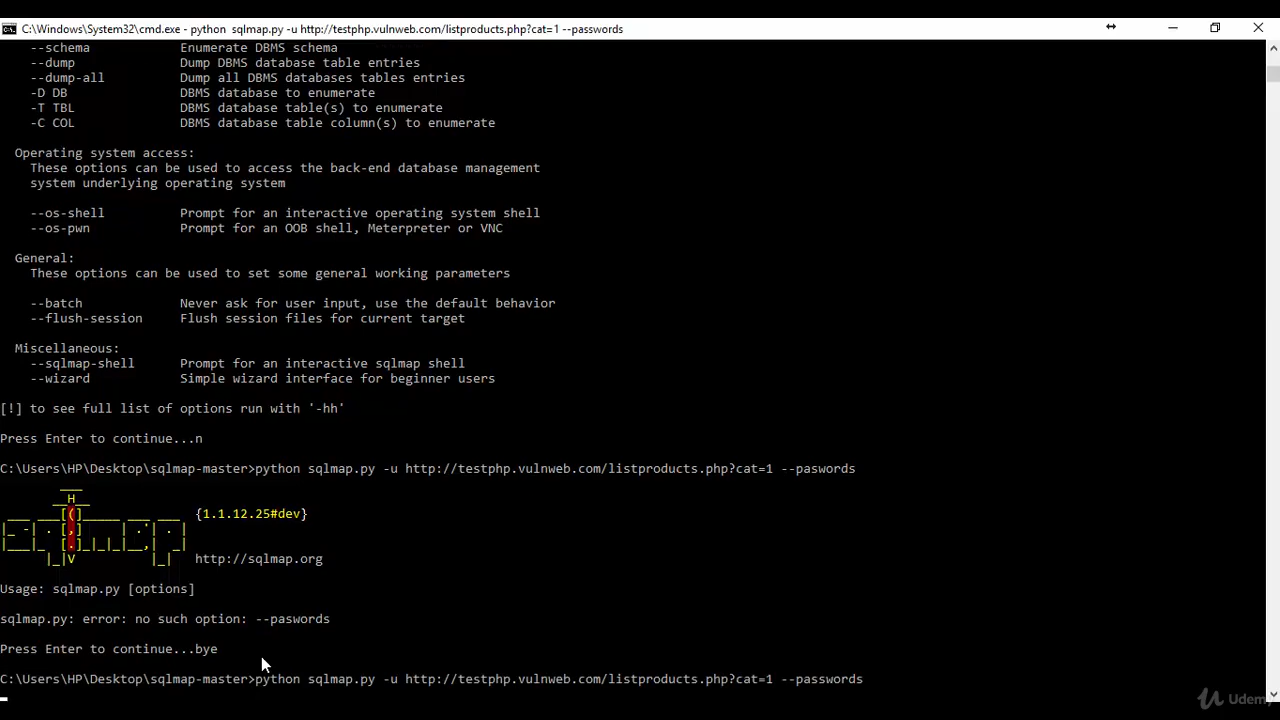 C:\Windows\System32\cmd.exe - python  sqlmap.py -u http://testphp.vulnweb.com/listproducts.php?cat=1 --passwords
--schema Enumerate DBMS schema
--dump Dump DBMS database table entries
--dump-all Dump all DBMS databases tables entries
-D DB DBMS database to enumerate
-T TBL DBMS database table(s) to enumerate
-C COL DBMS database table column(s) to enumerate
Operating system access:
These options can be used to access the back-end database management
system underlying operating system
--os-shell Prompt for an interactive operating system shell
--os-pwn Prompt for an OOB shell, Meterpreter or VNC
General:
These options can be used to set some general working parameters
--batch Never ask for user input, use the default behavior
--flush-session Flush session files for current target
Miscellaneous:
--sqlmap-shell Prompt for an interactive sqlmap shell
--wizard Simple wizard interface for beginner users
[!] to see full list of options run with '-hh'
Press Enter to continue...n
C:\Users\HP\Desktop\sqlmap-master>python sqlmap.py -u http://testphp.vulnweb.com/listproducts.php?cat=1 --paswords
        ___
       __H__
 ___ ___[(]_____ ___ ___  {1.1.12.25#dev}
|_ -| . [,]     | .'| . |
|___|_  [.]_|_|_|__,|  _|
      |_|V          |_|   http://sqlmap.org
Usage: sqlmap.py [options]
sqlmap.py: error: no such option: --paswords
Press Enter to continue...bye
C:\Users\HP\Desktop\sqlmap-master>python sqlmap.py -u http://testphp.vulnweb.com/listproducts.php?cat=1 --passwords
Udemy